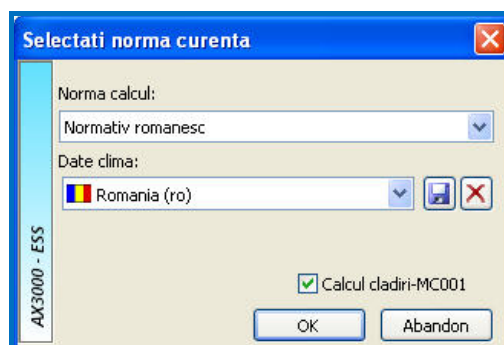 Selectati norma curenta
Norma calcul:
Normativ romanesc
Date clima:
Romania (ro)
AX3000 - ESS
Calcul cladiri-MC001
OK
Abandon